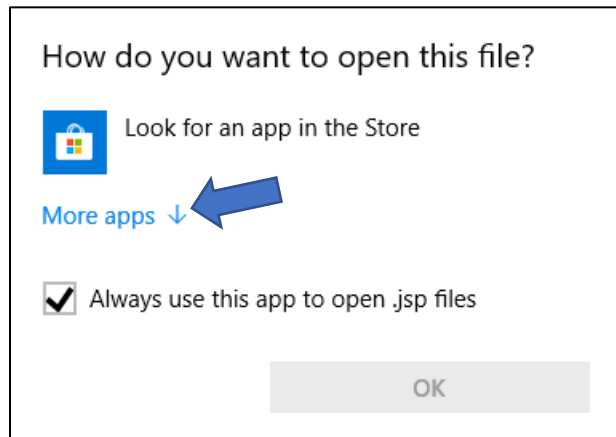 How do you want to open this file?
Look for an app in the Store
More apps ↓
Always use this app to open .jsp files
OK